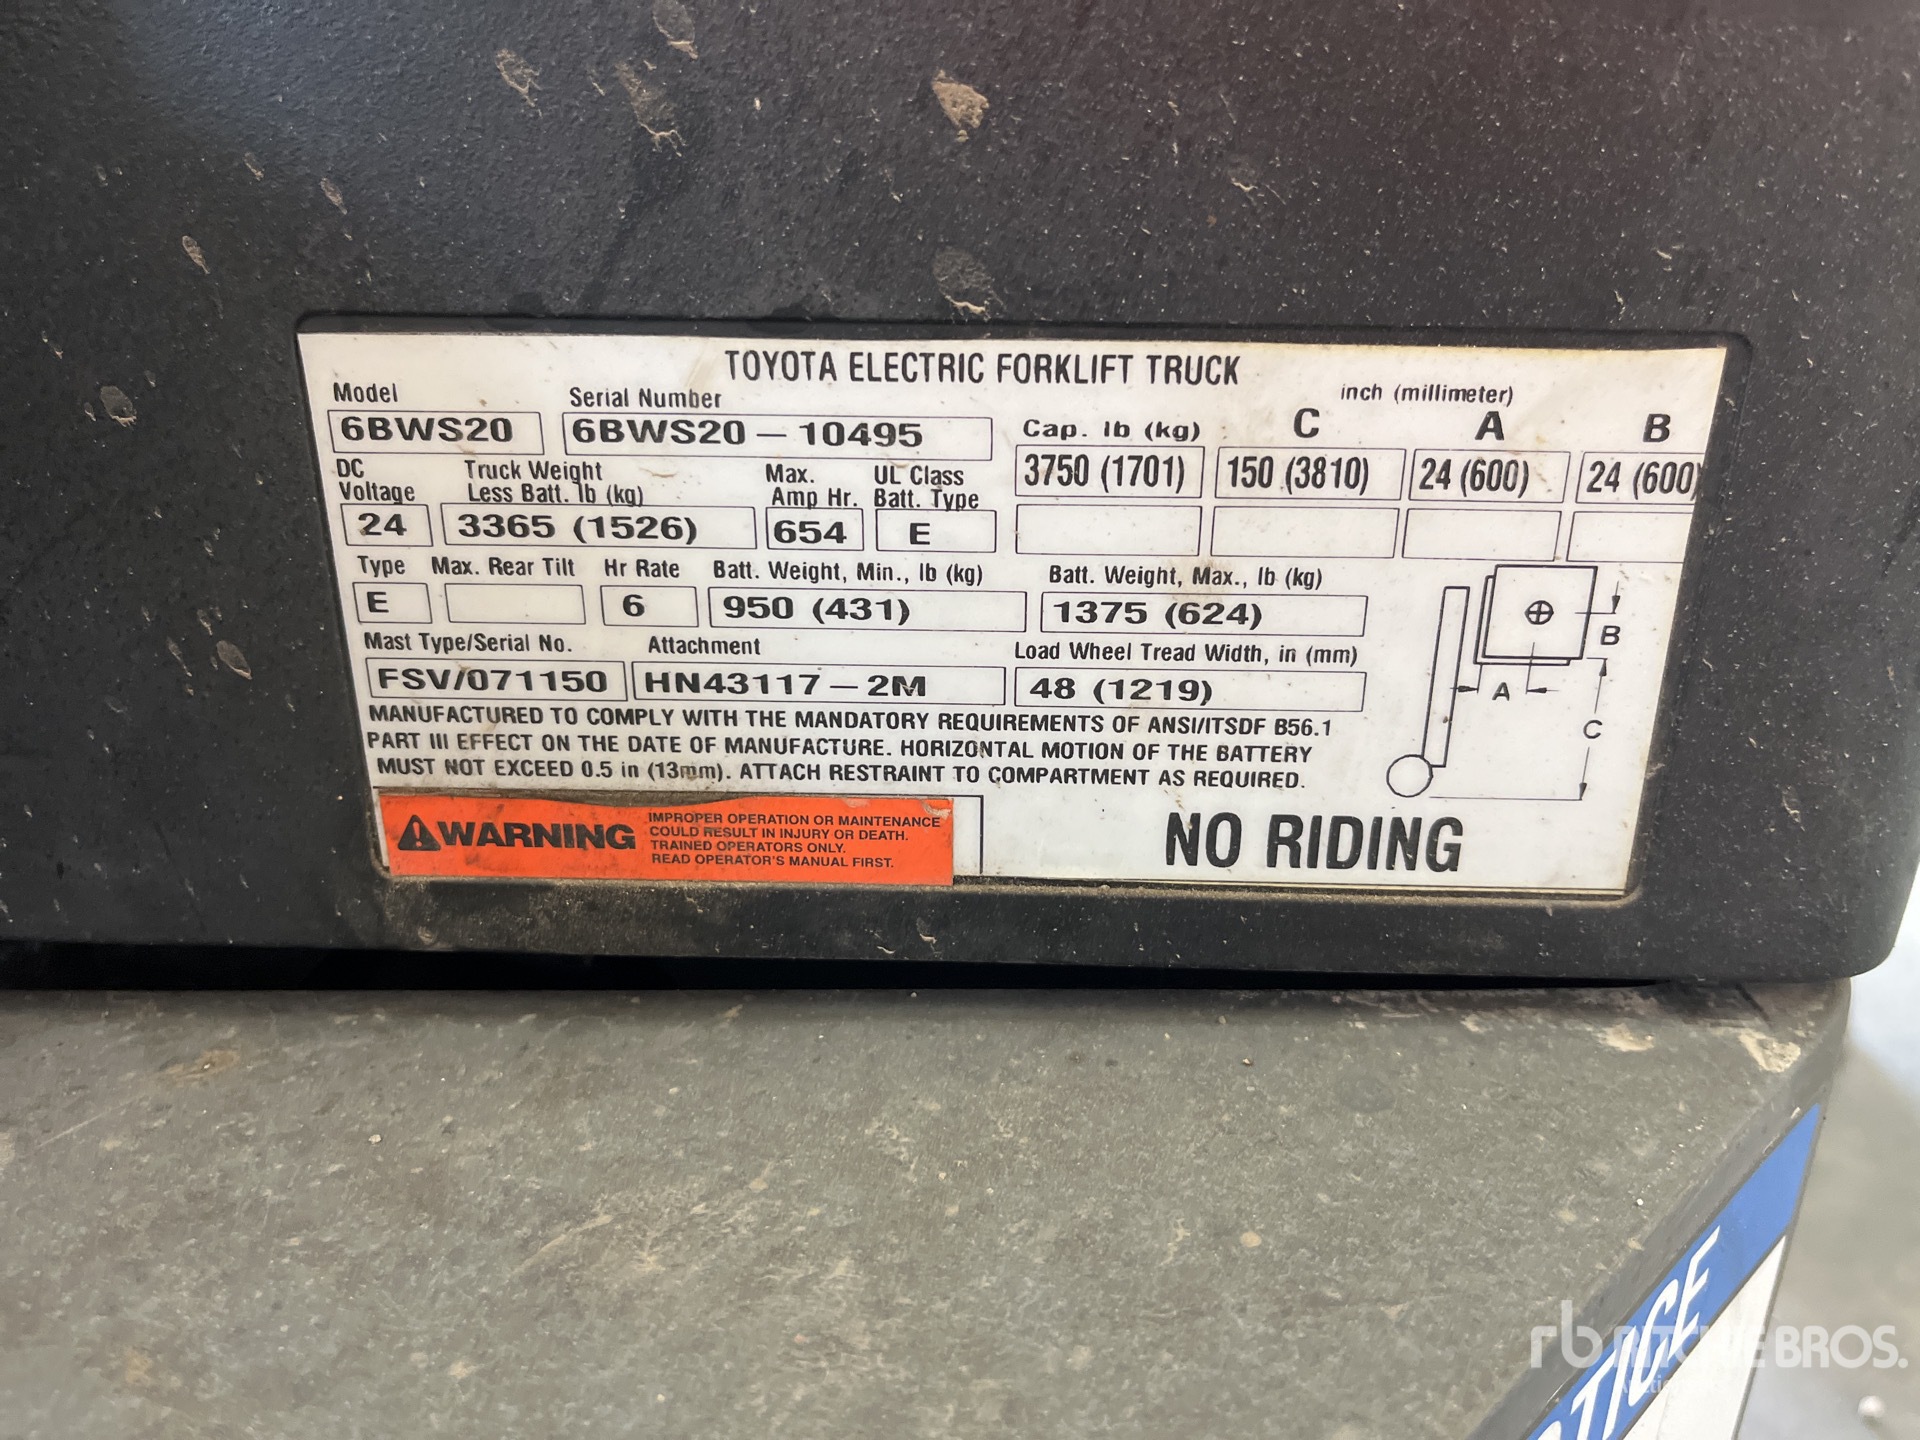 TOYOTA ELECTRIC FORKLIFT TRUCK
Model Serial Number inch (millimeter)
6BWS20 6BWS20 — 10495 Cap. lb (kg) C A B
3750 (1701) 150 (3810) 24 (600) 24 (600)
DC Voltage Truck Weight Less Batt. lb (kg) Max. Amp Hr. UL Class Batt. Type
24 3365 (1526) 654 E
Type Max. Rear Tilt Hr Rate Batt. Weight, Min., lb (kg) Batt. Weight, Max., lb (kg)
E 6 950 (431) 1375 (624)
Mast Type/Serial No. Attachment Load Wheel Tread Width, in (mm)
FSV/071150 HN43117 — 2M 48 (1219)
B
A
C
MANUFACTURED TO COMPLY WITH THE MANDATORY REQUIREMENTS OF ANSI/ITSDF B56.1
PART III EFFECT ON THE DATE OF MANUFACTURE. HORIZONTAL MOTION OF THE BATTERY
MUST NOT EXCEED 0.5 in (13mm). ATTACH RESTRAINT TO COMPARTMENT AS REQUIRED.
WARNING
IMPROPER OPERATION OR MAINTENANCE
COULD RESULT IN INJURY OR DEATH.
TRAINED OPERATORS ONLY.
READ OPERATOR'S MANUAL FIRST.
NO RIDING
OTICE
rb RITCHIE BROS.
Auctioneers